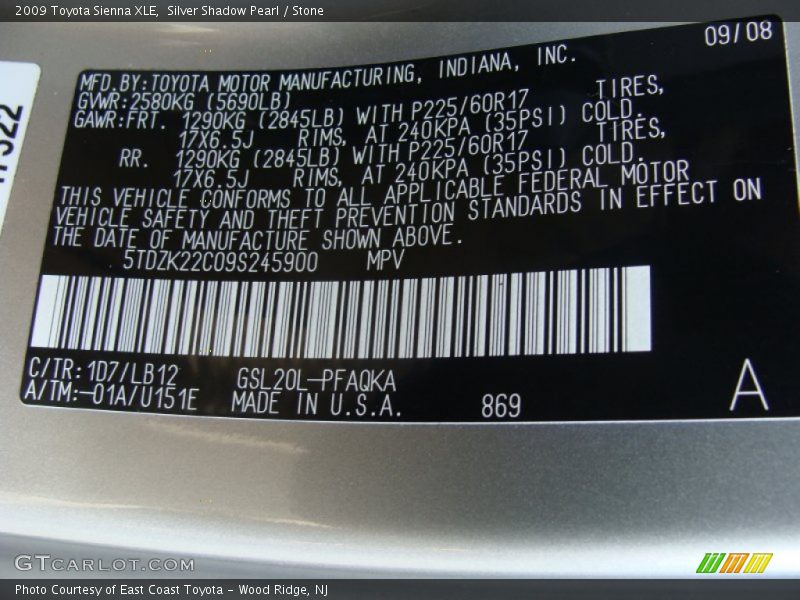 2009 Toyota Sienna XLE,  Silver Shadow Pearl / Stone
09/08
MFD.BY:TOYOTA MOTOR MANUFACTURING, INDIANA, INC.
GVWR:2580KG (5690LB)
GAWR:FRT. 1290KG (2845LB) WITH P225/60R17 TIRES,
17X6.5J RIMS, AT 240KPA (35PSI) COLD.
RR. 1290KG (2845LB) WITH P225/60R17 TIRES,
17X6.5J RIMS, AT 240KPA (35PSI) COLD.
THIS VEHICLE CONFORMS TO ALL APPLICABLE FEDERAL MOTOR
VEHICLE SAFETY AND THEFT PREVENTION STANDARDS IN EFFECT ON
THE DATE OF MANUFACTURE SHOWN ABOVE.
5TDZK22C09S245900 MPV
C/TR:1D7/LB12 GSL20L-PFAQKA
A/TM:-01A/U151E MADE IN U.S.A. 869
A
GTCARLOT.COM
Photo Courtesy of East Coast Toyota - Wood Ridge, NJ